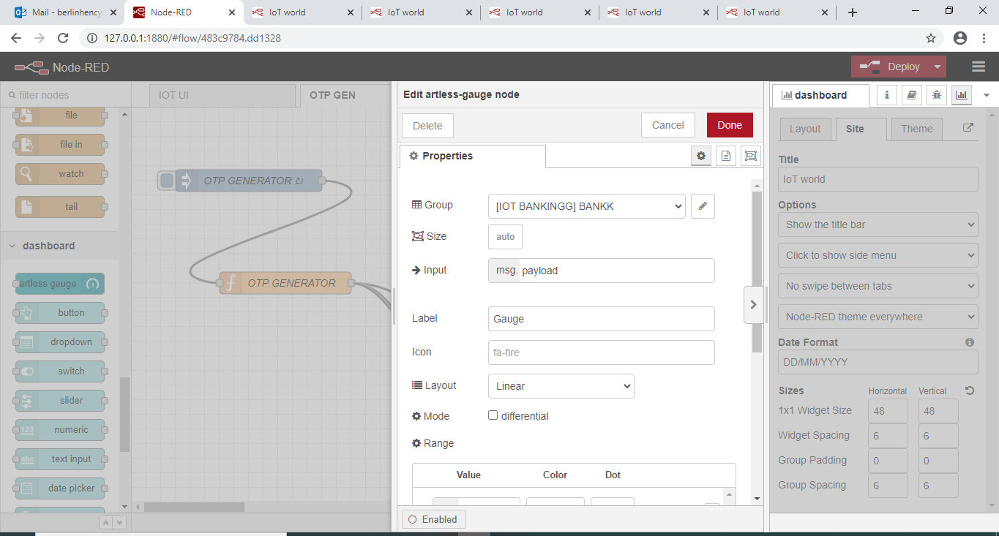 Mail - berlinhency
Node-RED
IoT world
IoT world
IoT world
IoT world
IoT world
127.0.0.1:1880/#flow/483c9784.dd1328
Node-RED
Deploy
filter nodes
file
file in
watch
tail
dashboard
artless gauge
button
dropdown
switch
slider
123 numeric
abc text input
date picker
IOT UI
OTP GEN
OTP GENERATOR ↻
OTP GENERATOR
Edit artless-gauge node
Delete
Cancel
Done
Properties
Group
[IOT BANKINGG] BANKK
Size
auto
Input
msg. payload
Label
Gauge
Icon
fa-fire
Layout
Linear
Mode
differential
Range
Value Color Dot
Enabled
dashboard
Layout
Site
Theme
Title
IoT world
Options
Show the title bar
Click to show side menu
No swipe between tabs
Node-RED theme everywhere
Date Format
DD/MM/YYYY
Sizes Horizontal Vertical
1x1 Widget Size 48 48
Widget Spacing 6 6
Group Padding 0 0
Group Spacing 6 6